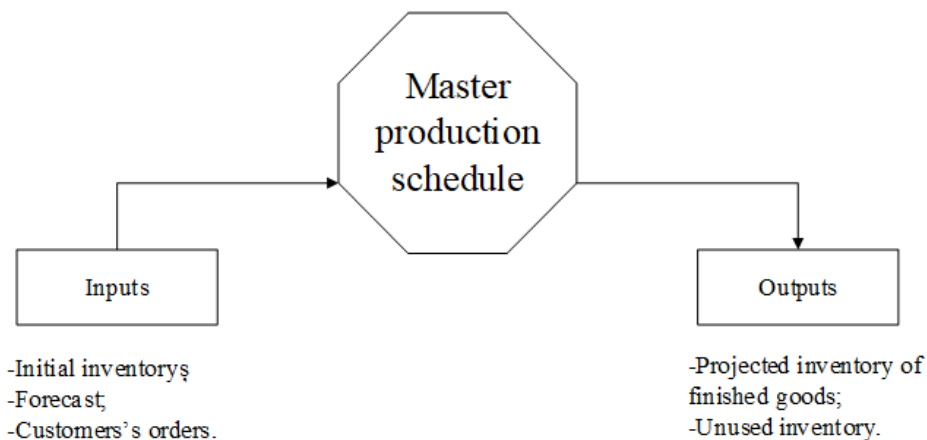 Master
production
schedule
Inputs
Outputs
-Initial inventorys;
-Forecast;
-Customers's orders.
-Projected inventory of
finished goods;
-Unused inventory.